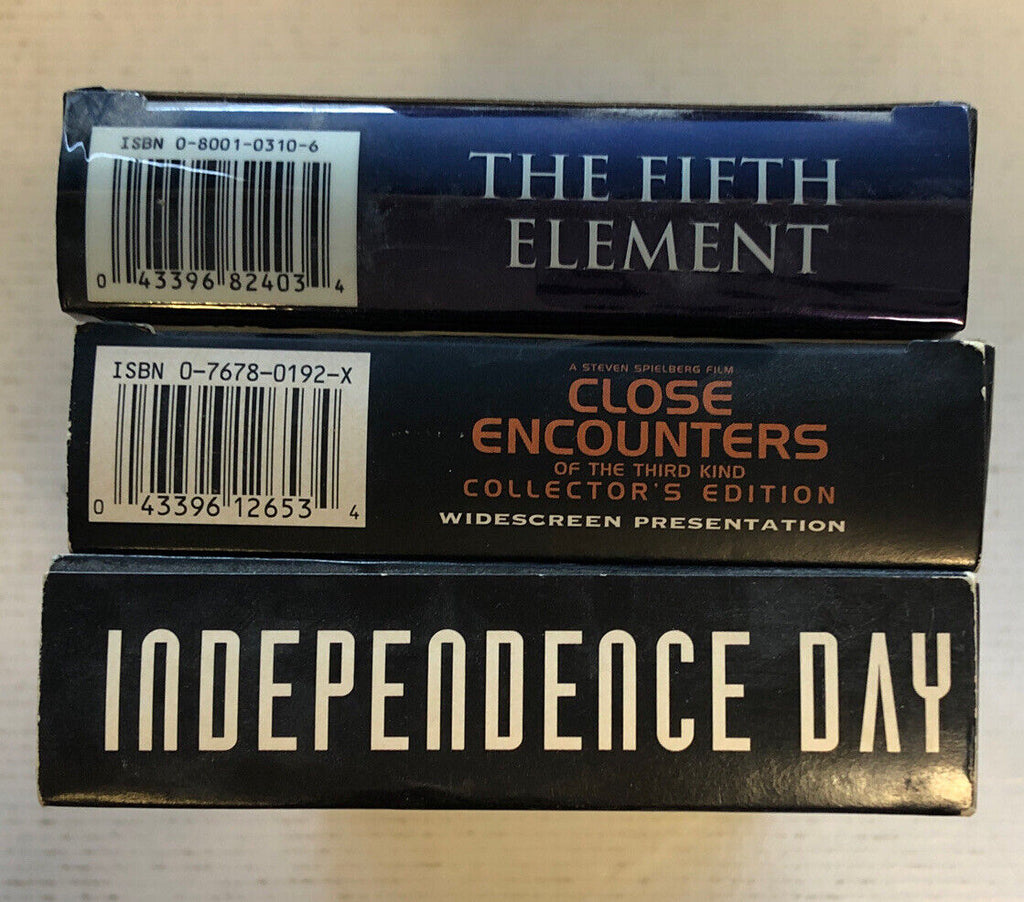 ISBN 0-8001-0310-6
0 43396 82403 4
THE FIFTH
ELEMENT
ISBN 0-7678-0192-X
0 43396 12653 4
A STEVEN SPIELBERG FILM
CLOSE
ENCOUNTERS
OF THE THIRD KIND
COLLECTOR'S EDITION
WIDESCREEN PRESENTATION
INDEPENDENCE DAY